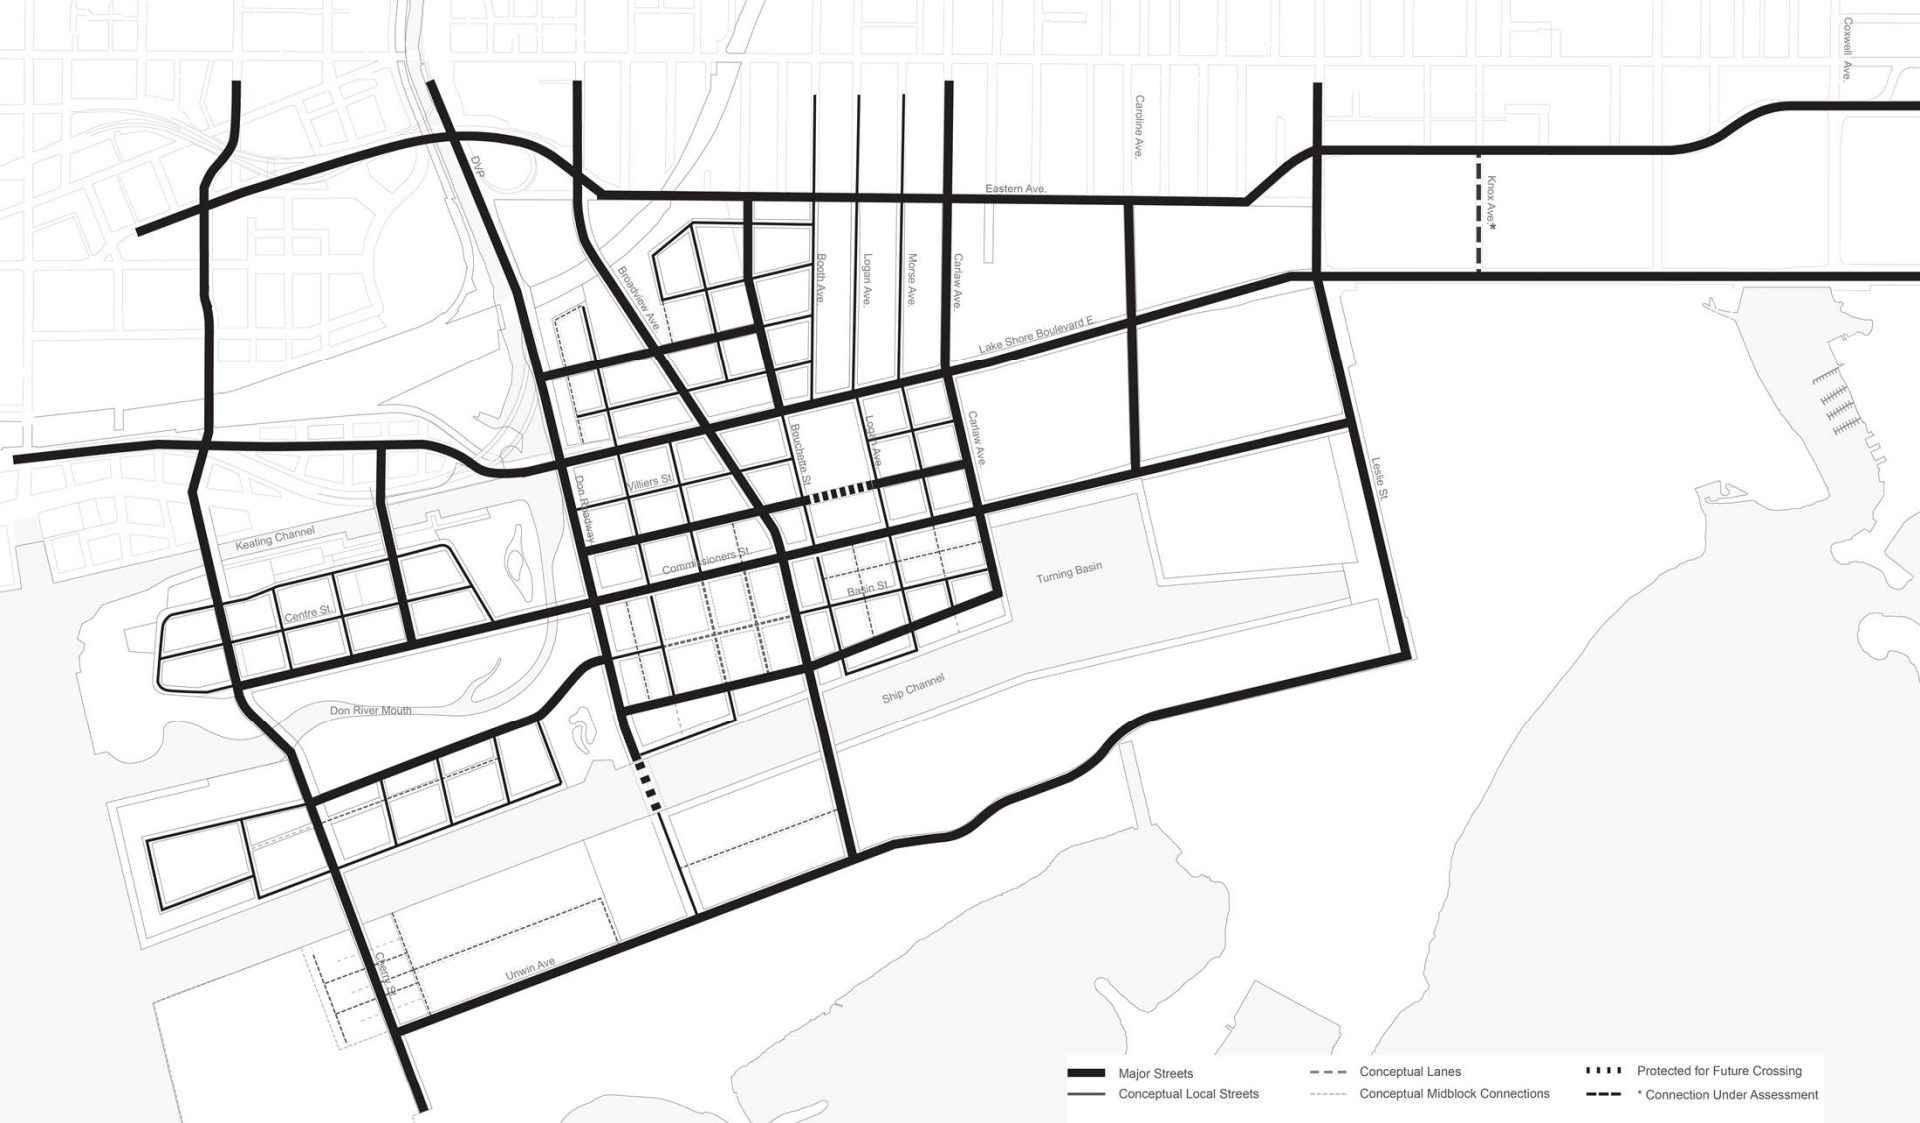 Coxwell Ave.
Caroline Ave.
DVP
Knox Ave.*
Eastern Ave.
Broadview Ave.
Booth Ave.
Logan Ave.
Morse Ave.
Carlaw Ave.
Lake Shore Boulevard E.
Bouchette St.
Logan Ave.
Carlaw Ave.
Leslie St.
Villiers St.
Don Roadway
Keating Channel
Commissioners St.
Turning Basin
Basin St.
Centre St.
Ship Channel
Don River Mouth
Cherry St.
Unwin Ave
Major Streets
Conceptual Local Streets
Conceptual Lanes
Conceptual Midblock Connections
Protected for Future Crossing
* Connection Under Assessment